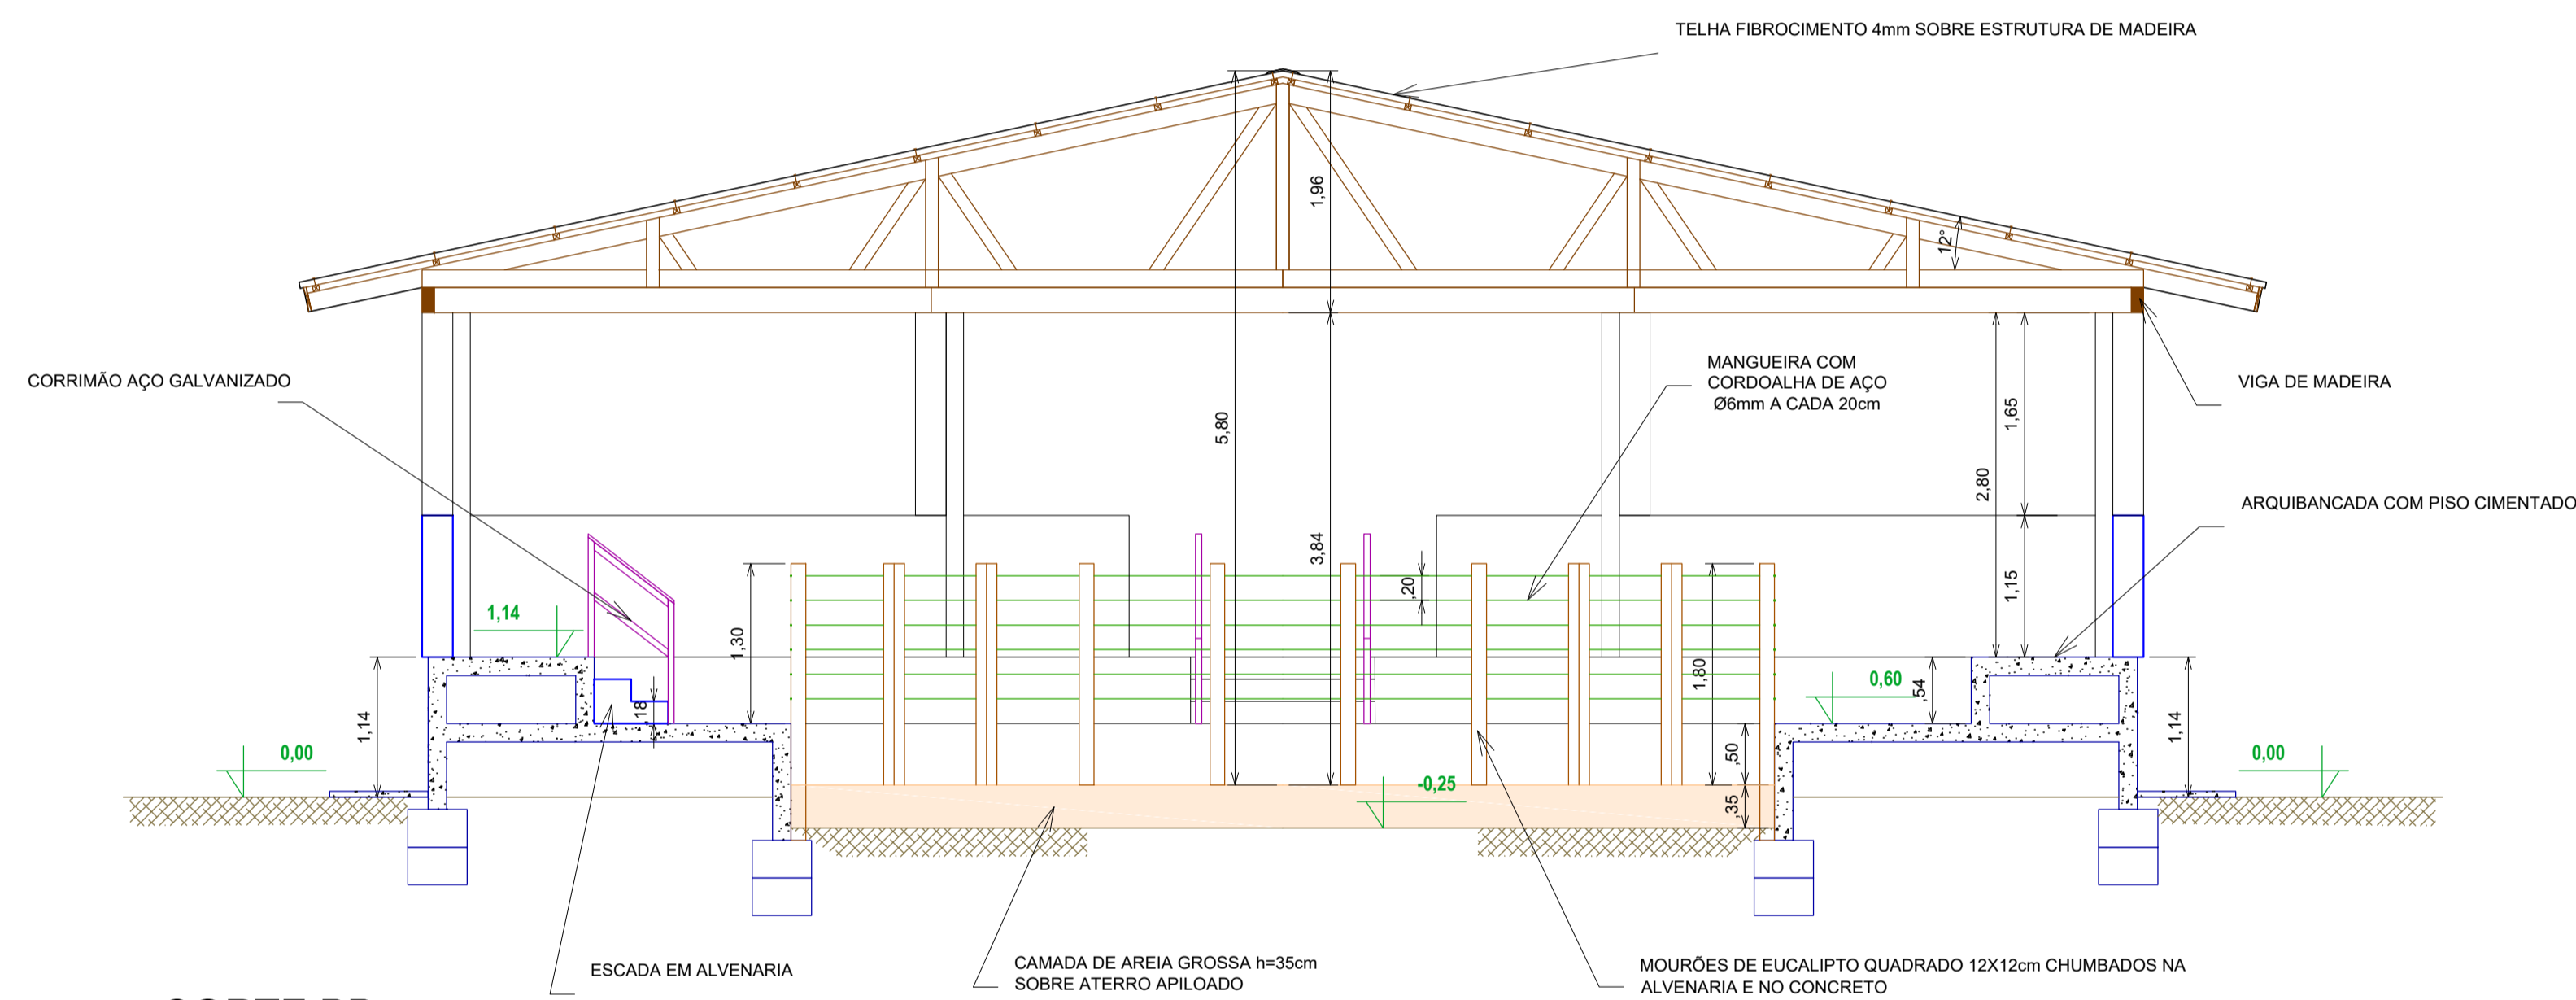 TELHA FIBROCIMENTO 4mm SOBRE ESTRUTURA DE MADEIRA
1,96
12°
CORRIMÃO AÇO GALVANIZADO
MANGUEIRA COM
CORDOALHA DE AÇO
Ø6mm A CADA 20cm
VIGA DE MADEIRA
5,80
3,84
2,80
1,65
1,15
ARQUIBANCADA COM PISO CIMENTADO
1,14
1,30
,20
1,80
0,60
,54
1,14
,18
,50
1,14
0,00
-0,25
,35
0,00
ESCADA EM ALVENARIA
CAMADA DE AREIA GROSSA h=35cm
SOBRE ATERRO APILOADO
MOURÕES DE EUCALIPTO QUADRADO 12X12cm CHUMBADOS NA
ALVENARIA E NO CONCRETO